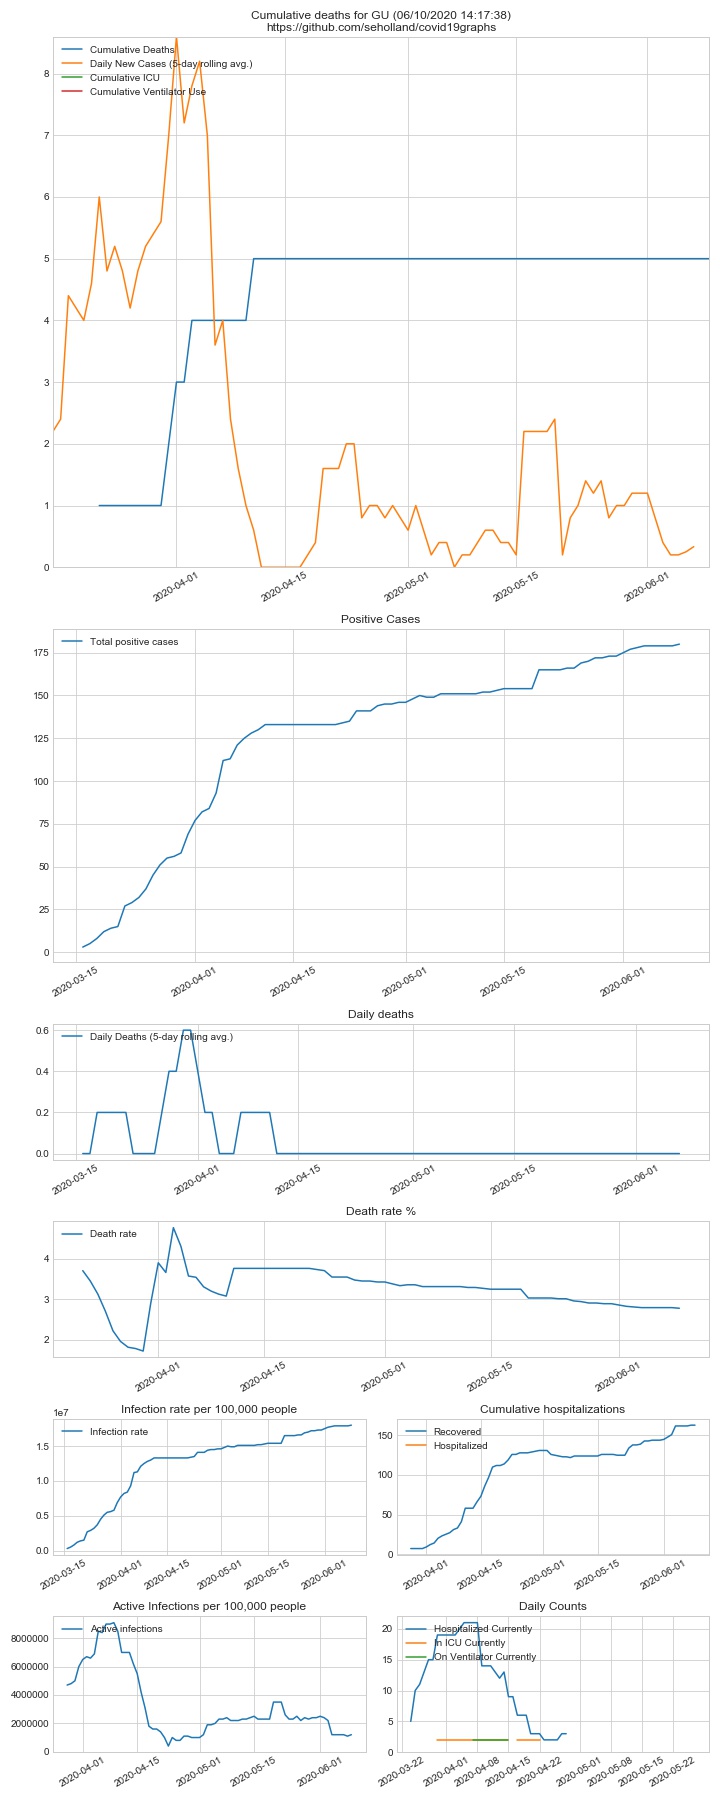 Cumulative deaths for GU (06/10/2020 14:17:38)
https://github.com/seholland/covid19graphs
Cumulative Deaths
Daily New Cases (5-day rolling avg.)
Cumulative ICU
Cumulative Ventilator Use
8
7
6
5
4
3
2
1
0
2020-04-01 2020-04-15 2020-05-01 2020-05-15 2020-06-01
Positive Cases
Total positive cases
175
150
125
100
75
50
25
0
2020-03-15 2020-04-01 2020-04-15 2020-05-01 2020-05-15 2020-06-01
Daily deaths
0.6
Daily Deaths (5-day rolling avg.)
0.4
0.2
0.0
2020-03-15 2020-04-01 2020-04-15 2020-05-01 2020-05-15 2020-06-01
Death rate %
Death rate
4
3
2
2020-04-01 2020-04-15 2020-05-01 2020-05-15 2020-06-01
Infection rate per 100,000 people
1e7
Infection rate
1.5
1.0
0.5
0.0
2020-03-15 2020-04-01 2020-04-15 2020-05-01 2020-05-15 2020-06-01
Cumulative hospitalizations
Recovered
Hospitalized
150
100
50
0
2020-04-01 2020-04-15 2020-05-01 2020-05-15 2020-06-01
Active Infections per 100,000 people
Active infections
8000000
6000000
4000000
2000000
0
2020-04-01 2020-04-15 2020-05-01 2020-05-15 2020-06-01
Daily Counts
Hospitalized Currently
In ICU Currently
On Ventilator Currently
20
15
10
5
0
2020-03-22 2020-04-01 2020-04-08 2020-04-15 2020-04-22 2020-05-01 2020-05-08 2020-05-15 2020-05-22